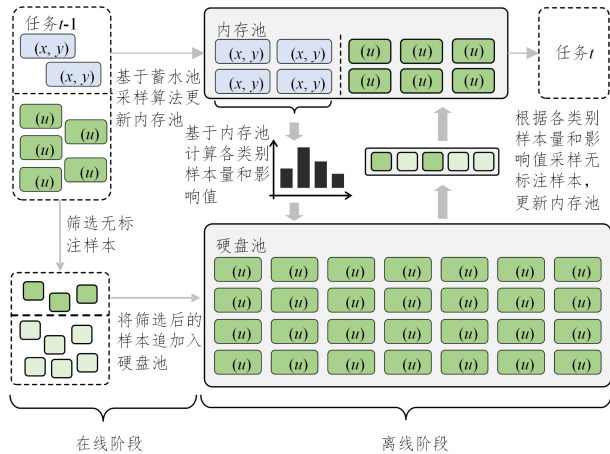 任务t-1
(x, y)
(x, y)
(u)
(u)
(u)
(u)
(u)
基于蓄水池
采样算法更
新内存池
内存池
(x, y) (x, y) (u) (u) (u)
(x, y) (x, y) (u) (u) (u)
任务t
基于内存池
计算各类别
样本量和影
响值
根据各类别
样本量和影
响值采样无
标注样本，
更新内存池
筛选无标
注样本
将筛选后的
样本追加入
硬盘池
硬盘池
(u) (u) (u) (u) (u) (u) (u)
(u) (u) (u) (u) (u) (u) (u)
(u) (u) (u) (u) (u) (u) (u)
(u) (u) (u) (u) (u) (u) (u)
在线阶段
离线阶段